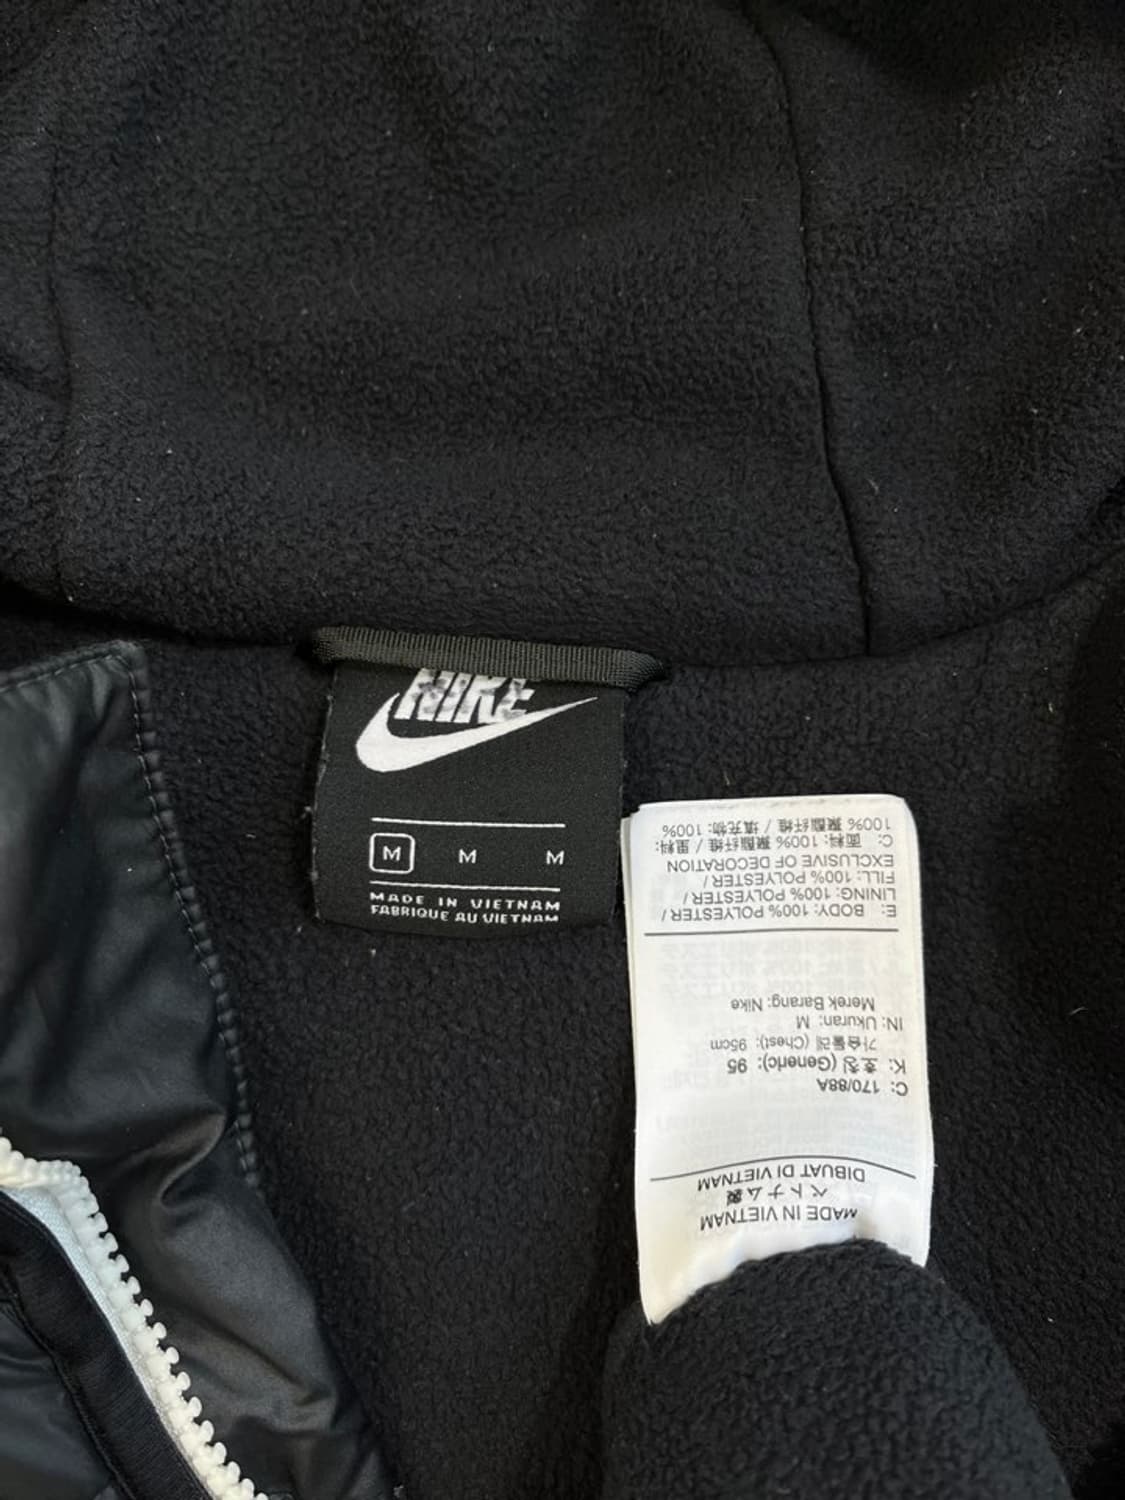 NIKE
M M M
MADE IN VIETNAM
FABRIQUE AU VIETNAM
MADE IN VIETNAM
ベトナム製
DIBUAT DI VIETNAM
C: 170/88A
K: 호칭 (Generic): 95
가슴둘레 (Chest): 95cm
IN: Ukuran: M
Merek Barang: Nike
E: BODY: 100% POLYESTER /
LINING: 100% POLYESTER /
FILL: 100% POLYESTER /
EXCLUSIVE OF DECORATION
C: 面料: 100% 聚酯纤维 / 里料:
100% 聚酯纤维 / 填充物: 100%